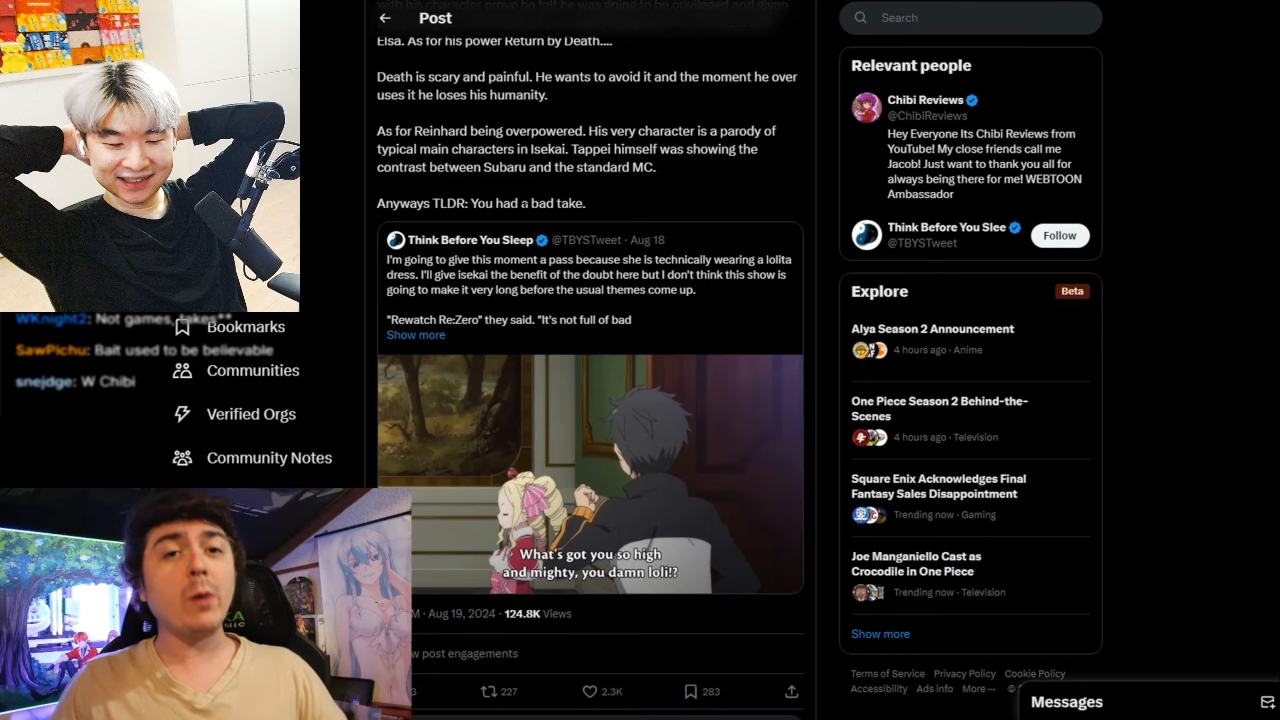 Post
Elsa. As for his power Return by Death....
Death is scary and painful. He wants to avoid it and the moment he over
uses it he loses his humanity.
As for Reinhard being overpowered. His very character is a parody of
typical main characters in Isekai. Tappei himself was showing the
contrast between Subaru and the standard MC.
Anyways TLDR: You had a bad take.
Think Before You Sleep @TBYSTweet · Aug 18
I'm going to give this moment a pass because she is technically wearing a lolita
dress. I'll give isekai the benefit of the doubt here but I don't think this show is
going to make it very long before the usual themes come up.
"Rewatch Re:Zero" they said. "It's not full of bad
Show more
What's got you so high
and mighty, you damn loli!?
M · Aug 19, 2024 · 124.8K Views
w post engagements
3
227
2.3K
283
WKnight2: Not games, takes**
SawPichu: Bait used to be believable
snejdge: W Chibi
Bookmarks
Communities
Verified Orgs
Community Notes
Search
Relevant people
Chibi Reviews
@ChibiReviews
Hey Everyone Its Chibi Reviews from
YouTube! My close friends call me
Jacob! Just want to thank you all for
always being there for me! WEBTOON
Ambassador
Think Before You Slee
@TBYSTweet
Follow
Explore
Beta
Alya Season 2 Announcement
4 hours ago · Anime
One Piece Season 2 Behind-the-
Scenes
4 hours ago · Television
Square Enix Acknowledges Final
Fantasy Sales Disappointment
Trending now · Gaming
Joe Manganiello Cast as
Crocodile in One Piece
Trending now · Television
Show more
Terms of Service Privacy Policy Cookie Policy
Accessibility Ads info More ··· ©
Messages